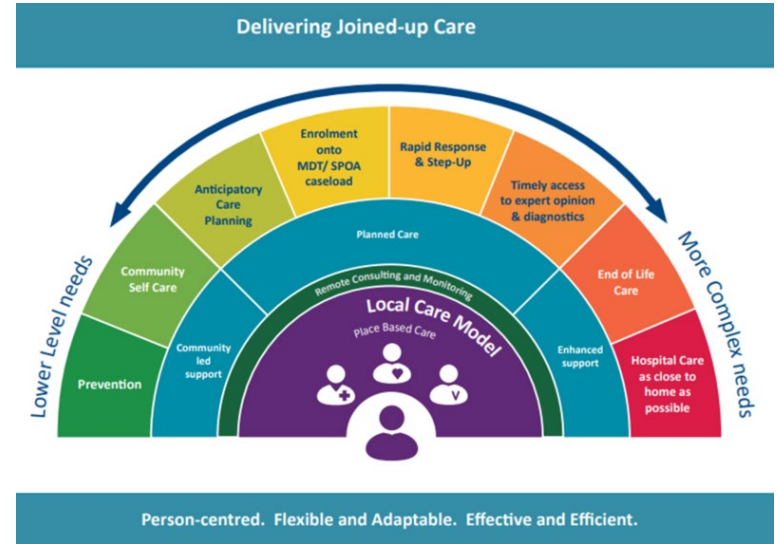 Delivering Joined-up Care
Lower Level needs
More Complex needs
Prevention
Community
Self Care
Anticipatory
Care
Planning
Enrolment
onto
MDT/ SPOA
caseload
Rapid Response
& Step-Up
Timely access
to expert opinion
& diagnostics
End of Life
Care
Hospital Care
as close to
home as
possible
Community
led
support
Planned Care
Enhanced
support
Remote Consulting and Monitoring
Local Care Model
Place Based Care
V
Person-centred. Flexible and Adaptable. Effective and Efficient.